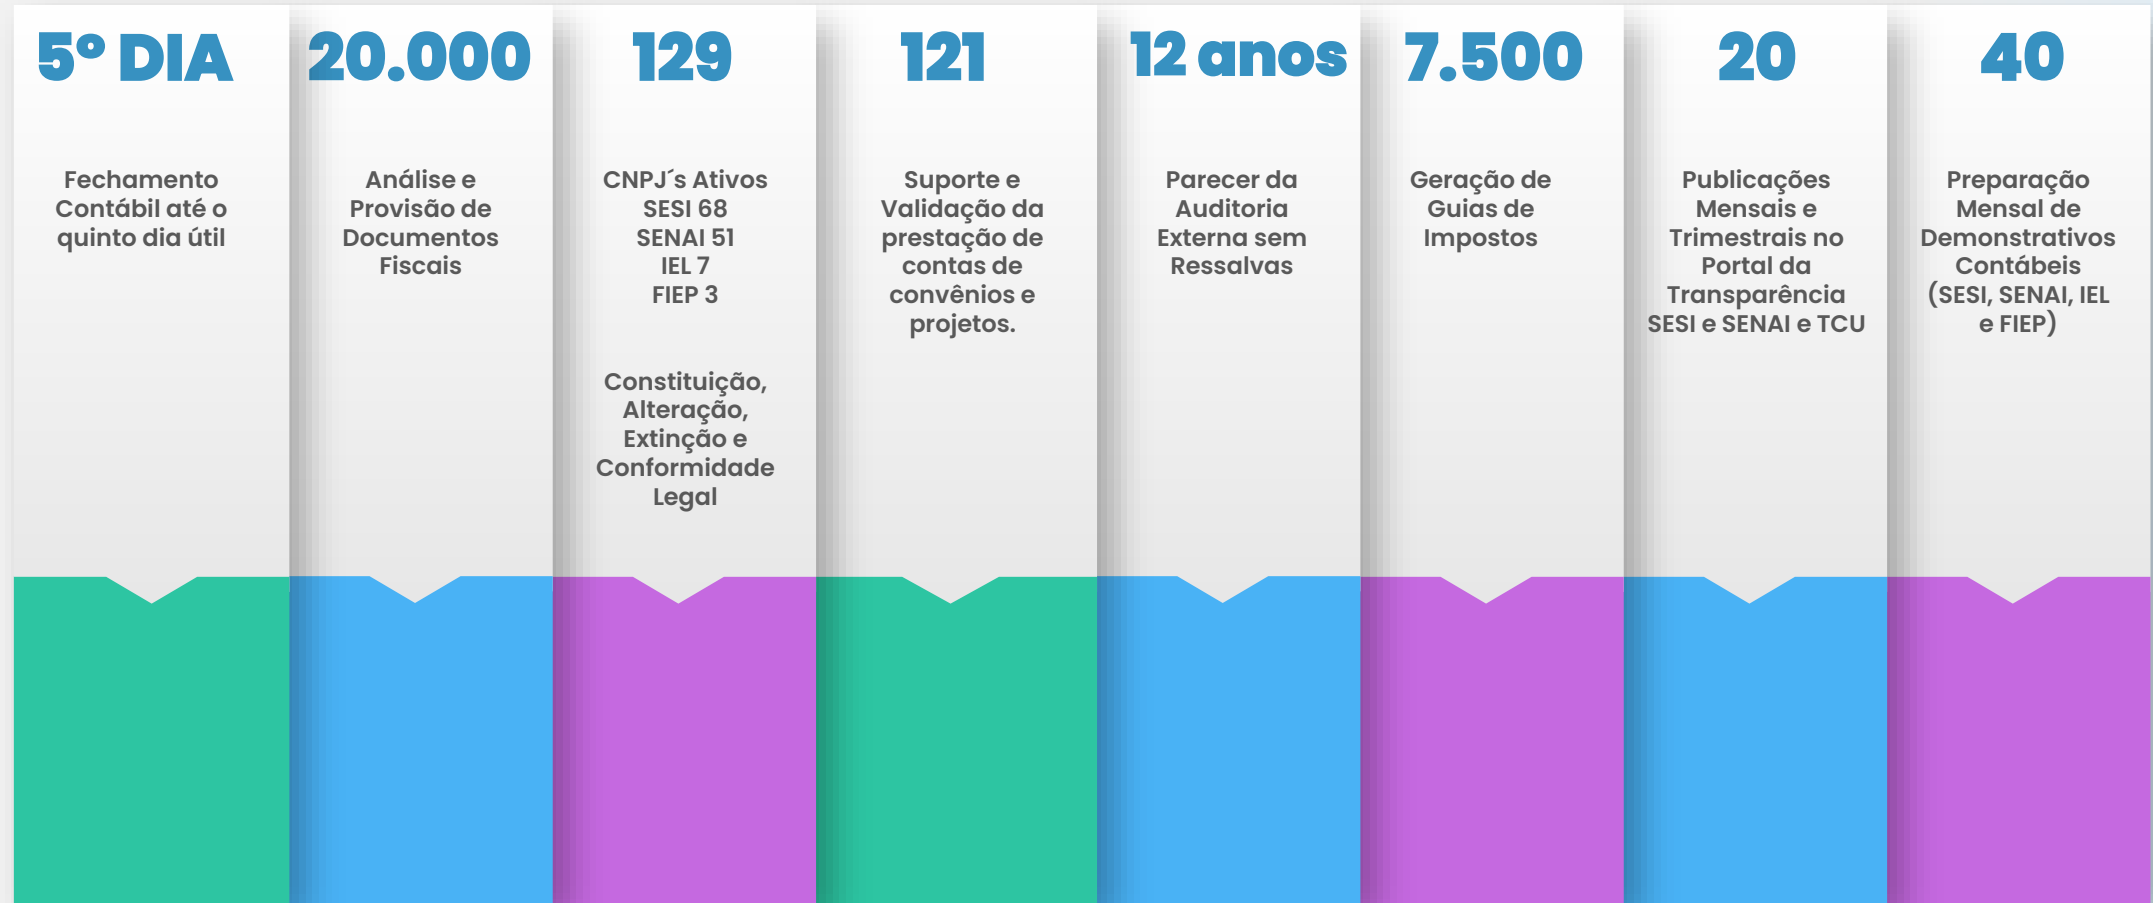 5º DIA
Fechamento
Contábil até o
quinto dia útil
20.000
Análise e
Provisão de
Documentos
Fiscais
129
CNPJ´s Ativos
SESI 68
SENAI 51
IEL 7
FIEP 3
Constituição,
Alteração,
Extinção e
Conformidade
Legal
121
Suporte e
Validação da
prestação de
contas de
convênios e
projetos.
12 anos
Parecer da
Auditoria
Externa sem
Ressalvas
7.500
Geração de
Guias de
Impostos
20
Publicações
Mensais e
Trimestrais no
Portal da
Transparência
SESI e SENAI e TCU
40
Preparação
Mensal de
Demonstrativos
Contábeis
(SESI, SENAI, IEL
e FIEP)